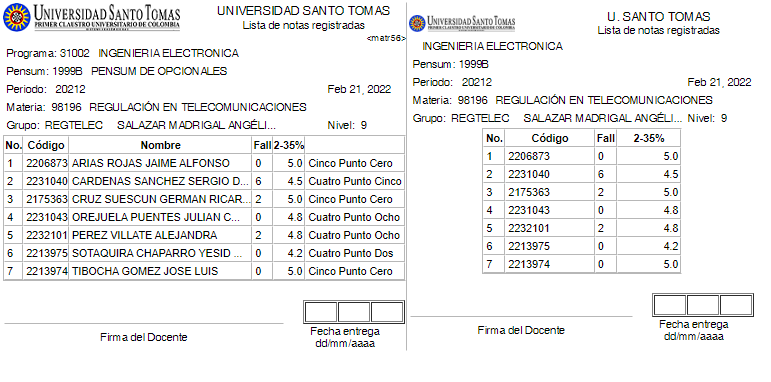 UNIVERSIDAD SANTO TOMAS
PRIMER CLAUSTRO UNIVERSITARIO DE COLOMBIA
UNIVERSIDAD SANTO TOMAS
Lista de notas registradas
<matr56>
Programa: 31002 INGENIERIA ELECTRONICA
Pensum: 1999B PENSUM DE OPCIONALES
Periodo: 20212 Feb 21, 2022
Materia: 98196 REGULACIÓN EN TELECOMUNICACIONES
Grupo: REGTELEC SALAZAR MADRIGAL ANGÉLI... Nivel: 9
No. Código Nombre Fall 2-35%
1 2206873 ARIAS ROJAS JAIME ALFONSO 0 5.0 Cinco Punto Cero
2 2231040 CARDENAS SANCHEZ SERGIO D... 6 4.5 Cuatro Punto Cinco
3 2175363 CRUZ SUESCUN GERMAN RICAR... 2 5.0 Cinco Punto Cero
4 2231043 OREJUELA PUENTES JULIAN C... 0 4.8 Cuatro Punto Ocho
5 2232101 PEREZ VILLATE ALEJANDRA 2 4.8 Cuatro Punto Ocho
6 2213975 SOTAQUIRA CHAPARRO YESID ... 0 4.2 Cuatro Punto Dos
7 2213974 TIBOCHA GOMEZ JOSE LUIS 0 5.0 Cinco Punto Cero
Firma del Docente
Fecha entrega
dd/mm/aaaa
UNIVERSIDAD SANTO TOMAS
PRIMER CLAUSTRO UNIVERSITARIO DE COLOMBIA
U. SANTO TOMAS
Lista de notas registradas
INGENIERIA ELECTRONICA
Pensum: 1999B
Periodo: 20212 Feb 21, 2022
Materia: 98196 REGULACIÓN EN TELECOMUNICACIONES
Grupo: REGTELEC SALAZAR MADRIGAL ANGÉLI... Nivel: 9
No. Código Fall 2-35%
1 2206873 0 5.0
2 2231040 6 4.5
3 2175363 2 5.0
4 2231043 0 4.8
5 2232101 2 4.8
6 2213975 0 4.2
7 2213974 0 5.0
Firma del Docente
Fecha entrega
dd/mm/aaaa